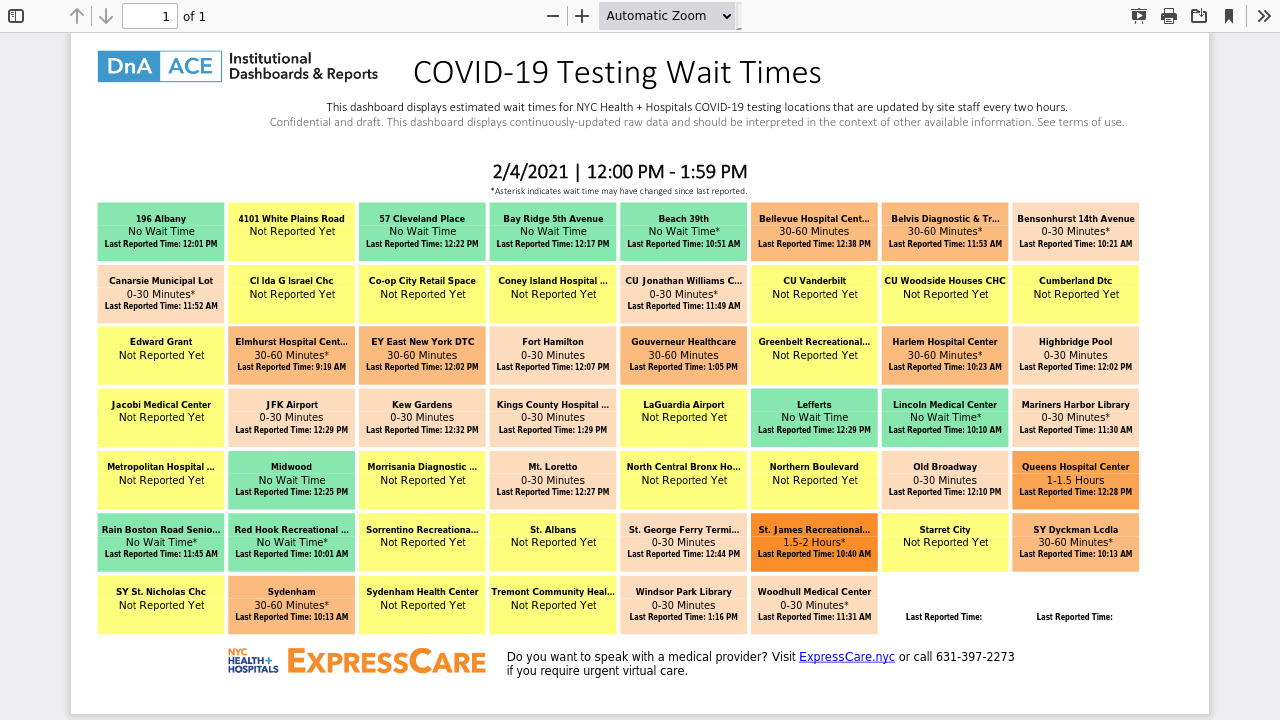 1 of 1 Automatic Zoom
DnA ACE Institutional Dashboards & Reports
COVID-19 Testing Wait Times
This dashboard displays estimated wait times for NYC Health + Hospitals COVID-19 testing locations that are updated by site staff every two hours.
Confidential and draft. This dashboard displays continuously-updated raw data and should be interpreted in the context of other available information. See terms of use.
2/4/2021 | 12:00 PM - 1:59 PM
*Asterisk indicates wait time may have changed since last reported.
196 Albany
No Wait Time
Last Reported Time: 12:01 PM
4101 White Plains Road
Not Reported Yet
57 Cleveland Place
No Wait Time
Last Reported Time: 12:22 PM
Bay Ridge 5th Avenue
No Wait Time
Last Reported Time: 12:17 PM
Beach 39th
No Wait Time*
Last Reported Time: 10:51 AM
Bellevue Hospital Cent...
30-60 Minutes
Last Reported Time: 12:38 PM
Belvis Diagnostic & Tr...
30-60 Minutes*
Last Reported Time: 11:53 AM
Bensonhurst 14th Avenue
0-30 Minutes*
Last Reported Time: 10:21 AM
Canarsie Municipal Lot
0-30 Minutes*
Last Reported Time: 11:52 AM
CI Ida G Israel Chc
Not Reported Yet
Co-op City Retail Space
Not Reported Yet
Coney Island Hospital ...
Not Reported Yet
CU Jonathan Williams C...
0-30 Minutes*
Last Reported Time: 11:49 AM
CU Vanderbilt
Not Reported Yet
CU Woodside Houses CHC
Not Reported Yet
Cumberland Dtc
Not Reported Yet
Edward Grant
Not Reported Yet
Elmhurst Hospital Cent...
30-60 Minutes*
Last Reported Time: 9:19 AM
EY East New York DTC
30-60 Minutes
Last Reported Time: 12:02 PM
Fort Hamilton
0-30 Minutes
Last Reported Time: 12:07 PM
Gouverneur Healthcare
30-60 Minutes
Last Reported Time: 1:05 PM
Greenbelt Recreational...
Not Reported Yet
Harlem Hospital Center
30-60 Minutes*
Last Reported Time: 10:23 AM
Highbridge Pool
0-30 Minutes
Last Reported Time: 12:02 PM
Jacobi Medical Center
Not Reported Yet
JFK Airport
0-30 Minutes
Last Reported Time: 12:29 PM
Kew Gardens
0-30 Minutes
Last Reported Time: 12:32 PM
Kings County Hospital ...
0-30 Minutes
Last Reported Time: 1:29 PM
LaGuardia Airport
Not Reported Yet
Lefferts
No Wait Time
Last Reported Time: 12:29 PM
Lincoln Medical Center
No Wait Time*
Last Reported Time: 10:10 AM
Mariners Harbor Library
0-30 Minutes*
Last Reported Time: 11:30 AM
Metropolitan Hospital ...
Not Reported Yet
Midwood
No Wait Time
Last Reported Time: 12:25 PM
Morrisania Diagnostic ...
Not Reported Yet
Mt. Loretto
0-30 Minutes
Last Reported Time: 12:27 PM
North Central Bronx Ho...
Not Reported Yet
Northern Boulevard
Not Reported Yet
Old Broadway
0-30 Minutes
Last Reported Time: 12:10 PM
Queens Hospital Center
1-1.5 Hours
Last Reported Time: 12:28 PM
Rain Boston Road Senio...
No Wait Time*
Last Reported Time: 11:45 AM
Red Hook Recreational ...
No Wait Time*
Last Reported Time: 10:01 AM
Sorrentino Recreationa...
Not Reported Yet
St. Albans
Not Reported Yet
St. George Ferry Termi...
0-30 Minutes
Last Reported Time: 12:44 PM
St. James Recreational...
1.5-2 Hours*
Last Reported Time: 10:40 AM
Starret City
Not Reported Yet
SY Dyckman Lcdla
30-60 Minutes*
Last Reported Time: 10:13 AM
SY St. Nicholas Chc
Not Reported Yet
Sydenham
30-60 Minutes*
Last Reported Time: 10:13 AM
Sydenham Health Center
Not Reported Yet
Tremont Community Heal...
Not Reported Yet
Windsor Park Library
0-30 Minutes
Last Reported Time: 1:16 PM
Woodhull Medical Center
0-30 Minutes*
Last Reported Time: 11:31 AM
Last Reported Time:
Last Reported Time:
NYC HEALTH+ HOSPITALS
EXPRESSCARE
Do you want to speak with a medical provider? Visit ExpressCare.nyc or call 631-397-2273
if you require urgent virtual care.